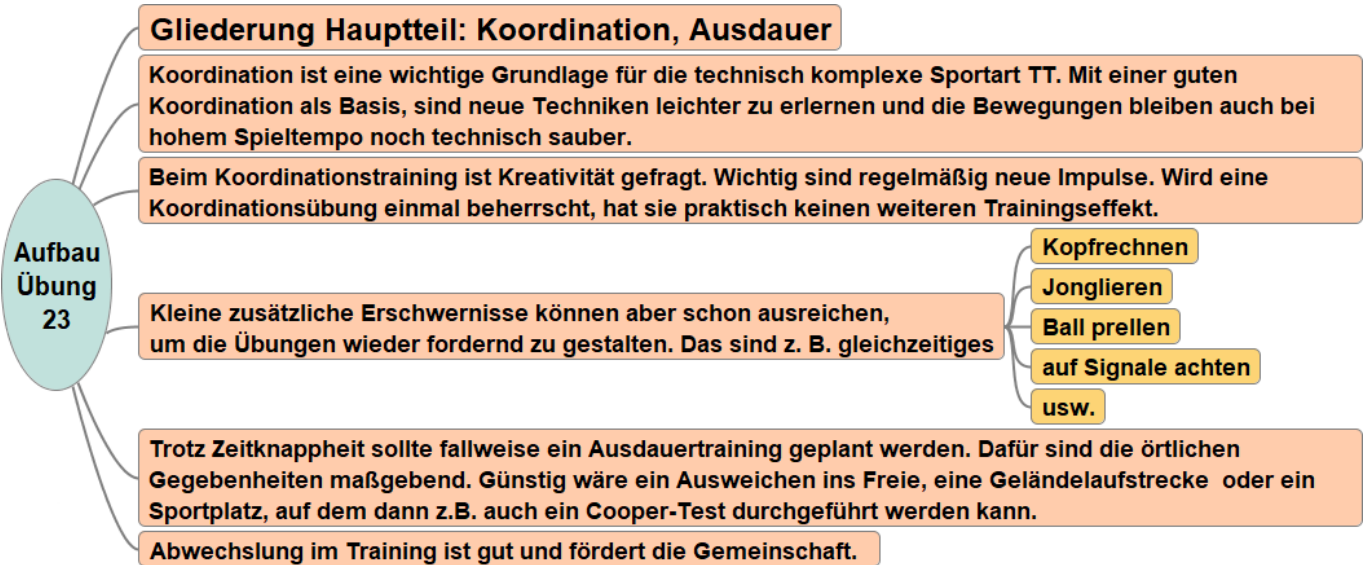 Gliederung Hauptteil: Koordination, Ausdauer
Koordination ist eine wichtige Grundlage für die technisch komplexe Sportart TT. Mit einer guten
Koordination als Basis, sind neue Techniken leichter zu erlernen und die Bewegungen bleiben auch bei
hohem Spieltempo noch technisch sauber.
Beim Koordinationstraining ist Kreativität gefragt. Wichtig sind regelmäßig neue Impulse. Wird eine
Koordinationsübung einmal beherrscht, hat sie praktisch keinen weiteren Trainingseffekt.
Aufbau
Übung
23
Kleine zusätzliche Erschwernisse können aber schon ausreichen,
um die Übungen wieder fordernd zu gestalten. Das sind z. B. gleichzeitiges
Kopfrechnen
Jonglieren
Ball prellen
auf Signale achten
usw.
Trotz Zeitknappheit sollte fallweise ein Ausdauertraining geplant werden. Dafür sind die örtlichen
Gegebenheiten maßgebend. Günstig wäre ein Ausweichen ins Freie, eine Geländelaufstrecke  oder ein
Sportplatz, auf dem dann z.B. auch ein Cooper-Test durchgeführt werden kann.
Abwechslung im Training ist gut und fördert die Gemeinschaft.